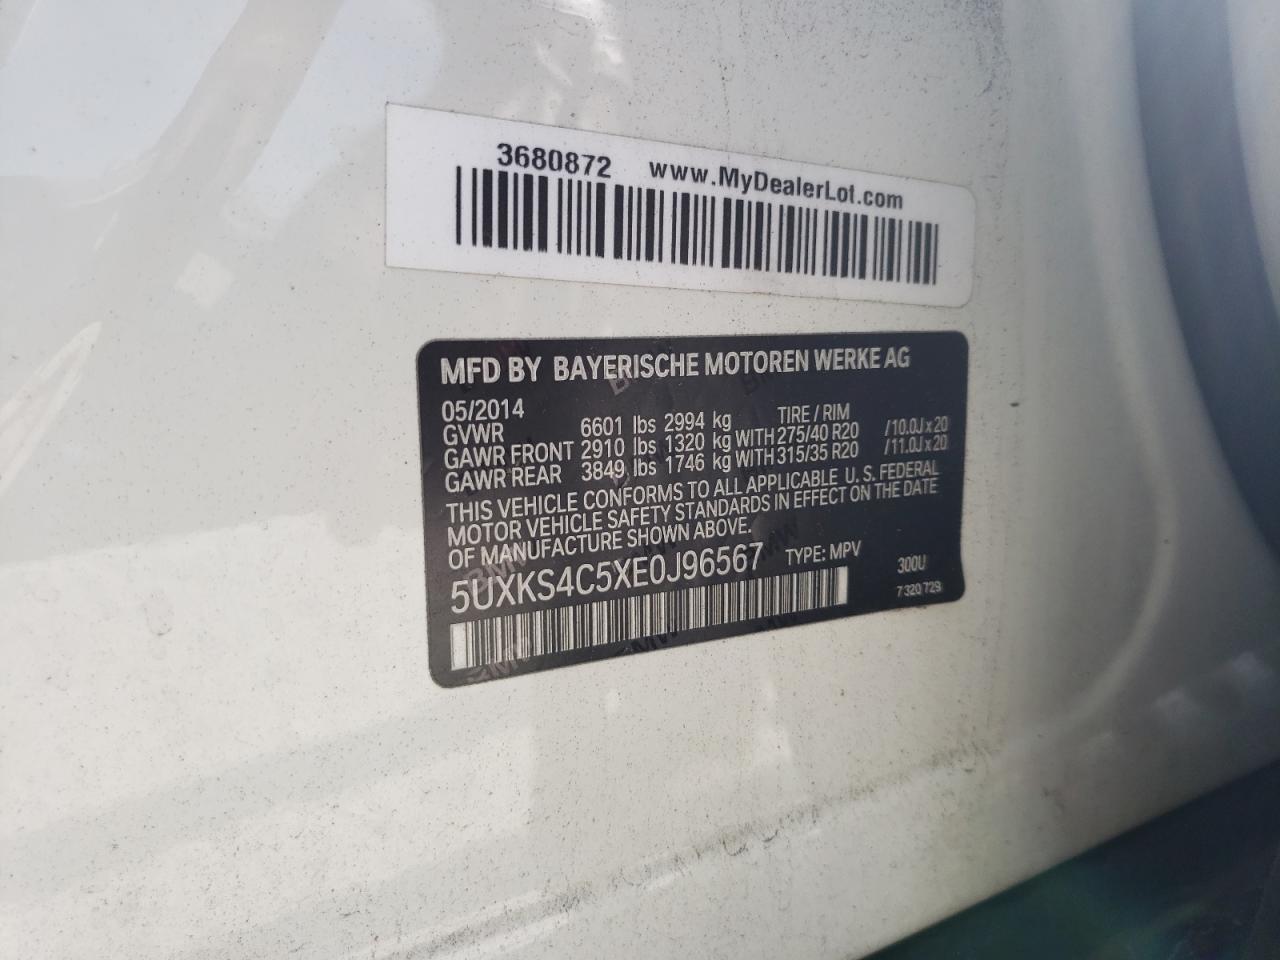 3680872 www.MyDealerLot.com
MFD BY BAYERISCHE MOTOREN WERKE AG
05/2014 TIRE / RIM
GVWR 6601 lbs 2994 kg
GAWR FRONT 2910 lbs 1320 kg WITH 275/40 R20 /10.0J x 20
GAWR REAR 3849 lbs 1746 kg WITH 315/35 R20 /11.0J x 20
THIS VEHICLE CONFORMS TO ALL APPLICABLE U.S. FEDERAL
MOTOR VEHICLE SAFETY STANDARDS IN EFFECT ON THE DATE
OF MANUFACTURE SHOWN ABOVE.
5UXKS4C5XE0J96567 TYPE: MPV 300U
7 320 729